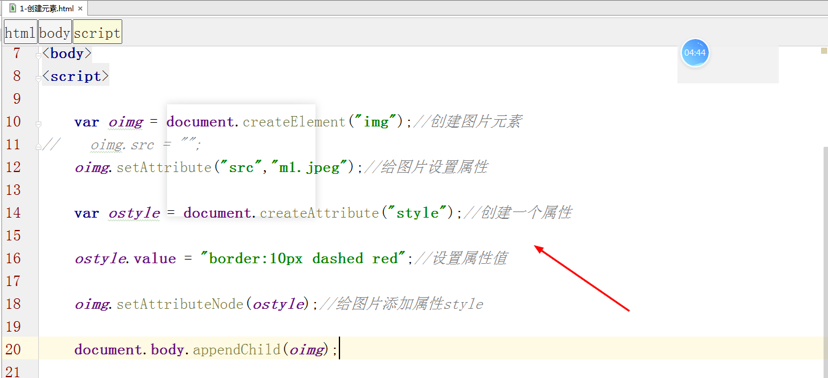 1-创建元素.html ×
html body script
7 <body>
8 <script>
9
10 var oimg = document.createElement("img");//创建图片元素
11 // oimg.src = "";
12 oimg.setAttribute("src","m1.jpeg");//给图片设置属性
13
14 var ostyle = document.createAttribute("style");//创建一个属性
15
16 ostyle.value = "border:10px dashed red";//设置属性值
17
18 oimg.setAttributeNode(ostyle);//给图片添加属性style
19
20 document.body.appendChild(oimg);
21
04:44